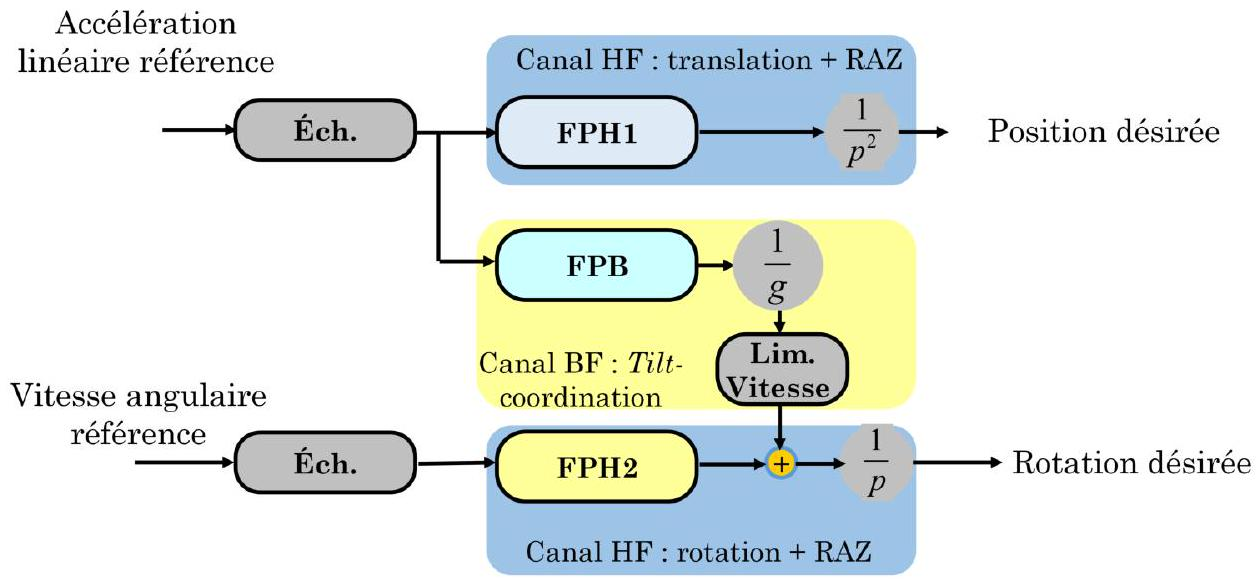 Accélération
linéaire référence
Canal HF : translation + RAZ
Éch.
FPH1
1
p²
Position désirée
FPB
1
g
Canal BF : Tilt-
coordination
Lim.
Vitesse
Vitesse angulaire
référence
Éch.
FPH2
+
1
p
Rotation désirée
Canal HF : rotation + RAZ